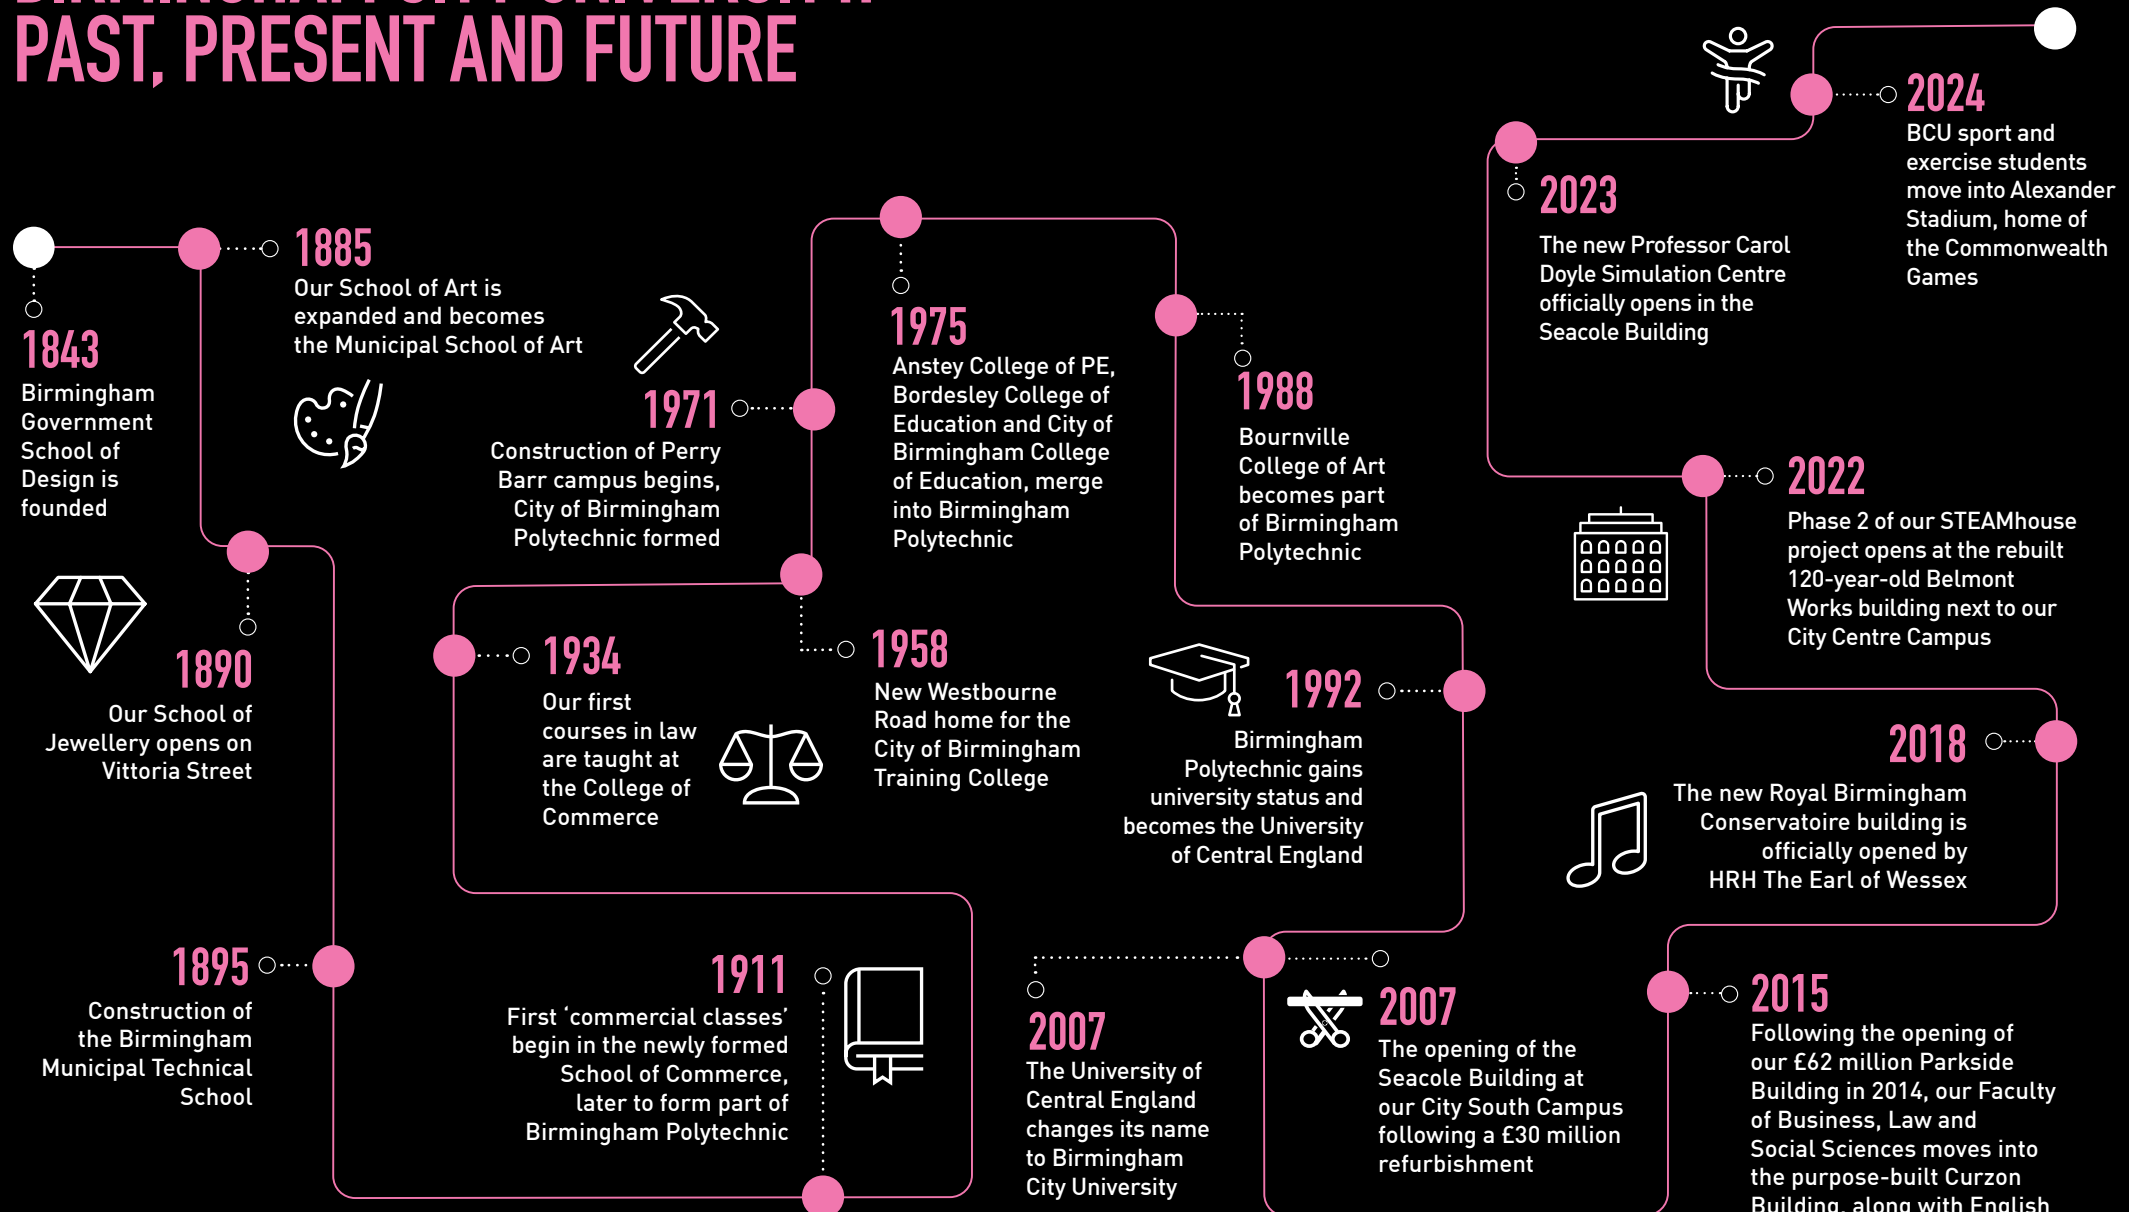 BIRMINGHAM CITY UNIVERSITY:
PAST, PRESENT AND FUTURE
1843
Birmingham
Government
School of
Design is
founded
1885
Our School of Art is
expanded and becomes
the Municipal School of Art
1890
Our School of
Jewellery opens on
Vittoria Street
1895
Construction of
the Birmingham
Municipal Technical
School
1911
First ‘commercial classes’
begin in the newly formed
School of Commerce,
later to form part of
Birmingham Polytechnic
1934
Our first
courses in law
are taught at
the College of
Commerce
1958
New Westbourne
Road home for the
City of Birmingham
Training College
1971
Construction of Perry
Barr campus begins,
City of Birmingham
Polytechnic formed
1975
Anstey College of PE,
Bordesley College of
Education and City of
Birmingham College
of Education, merge
into Birmingham
Polytechnic
1988
Bournville
College of Art
becomes part
of Birmingham
Polytechnic
1992
Birmingham
Polytechnic gains
university status and
becomes the University
of Central England
2007
The University of
Central England
changes its name
to Birmingham
City University
2007
The opening of the
Seacole Building at
our City South Campus
following a £30 million
refurbishment
2015
Following the opening of
our £62 million Parkside
Building in 2014, our Faculty
of Business, Law and
Social Sciences moves into
the purpose-built Curzon
Building, along with English
2018
The new Royal Birmingham
Conservatoire building is
officially opened by
HRH The Earl of Wessex
2022
Phase 2 of our STEAMhouse
project opens at the rebuilt
120-year-old Belmont
Works building next to our
City Centre Campus
2023
The new Professor Carol
Doyle Simulation Centre
officially opens in the
Seacole Building
2024
BCU sport and
exercise students
move into Alexander
Stadium, home of
the Commonwealth
Games